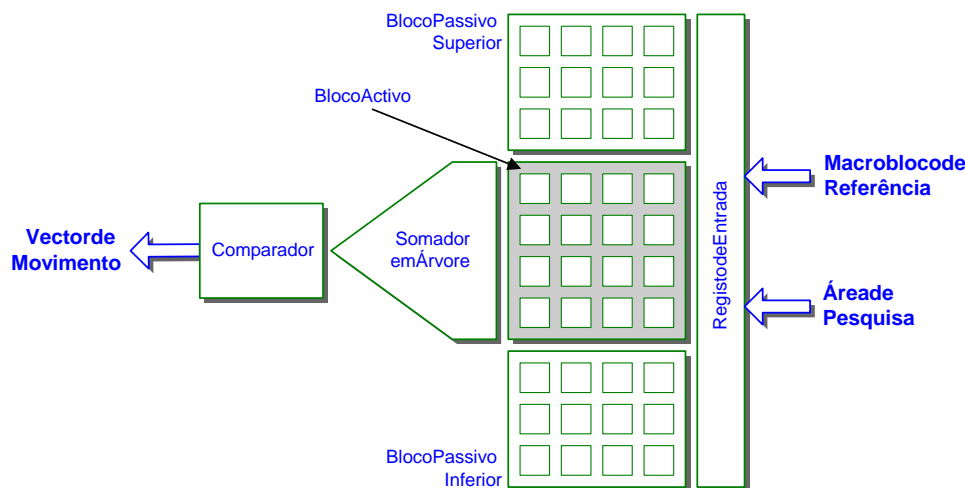 BlocoPassivo
Superior
BlocoActivo
Macroblocode
Referência
Vectorde
Movimento
Comparador
Somador
emÁrvore
RegistodeEntrada
Áreade
Pesquisa
BlocoPassivo
Inferior